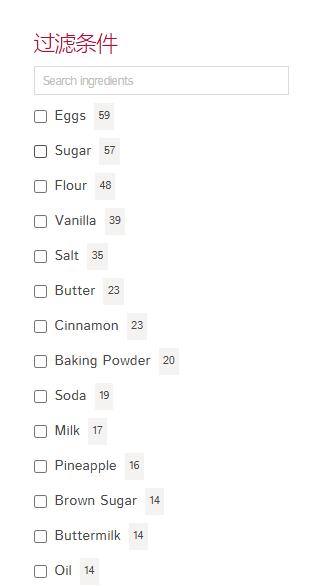 过滤条件
Search ingredients
Eggs 59
Sugar 57
Flour 48
Vanilla 39
Salt 35
Butter 23
Cinnamon 23
Baking Powder 20
Soda 19
Milk 17
Pineapple 16
Brown Sugar 14
Buttermilk 14
Oil 14